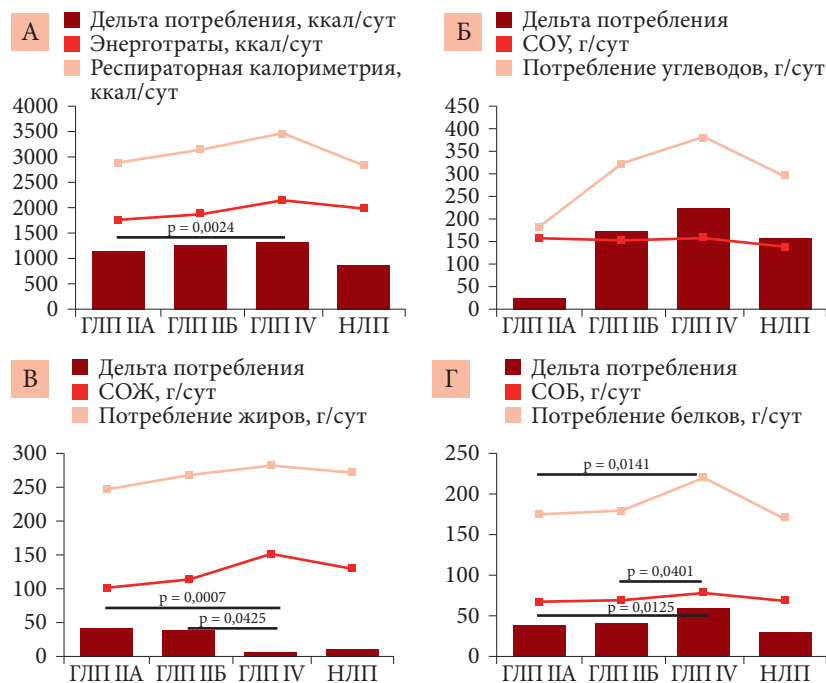 А
Дельта потребления, ккал/сут
Энерготраты, ккал/сут
Респираторная калориметрия,
ккал/сут
4000
3500
3000
2500
2000
1500
1000
500
0
p = 0,0024
ГЛП IIА ГЛП IIБ ГЛП IV НЛП
Б
Дельта потребления
СОУ, г/сут
Потребление углеводов, г/сут
450
400
350
300
250
200
150
100
50
0
ГЛП IIА ГЛП IIБ ГЛП IV НЛП
В
Дельта потребления
СОЖ, г/сут
Потребление жиров, г/сут
300
250
200
150
100
50
0
p = 0,0007
p = 0,0425
ГЛП IIА ГЛП IIБ ГЛП IV НЛП
Г
Дельта потребления
СОБ, г/сут
Потребление белков, г/сут
250
200
150
100
50
0
p = 0,0141
p = 0,0401
p = 0,0125
ГЛП IIА ГЛП IIБ ГЛП IV НЛП